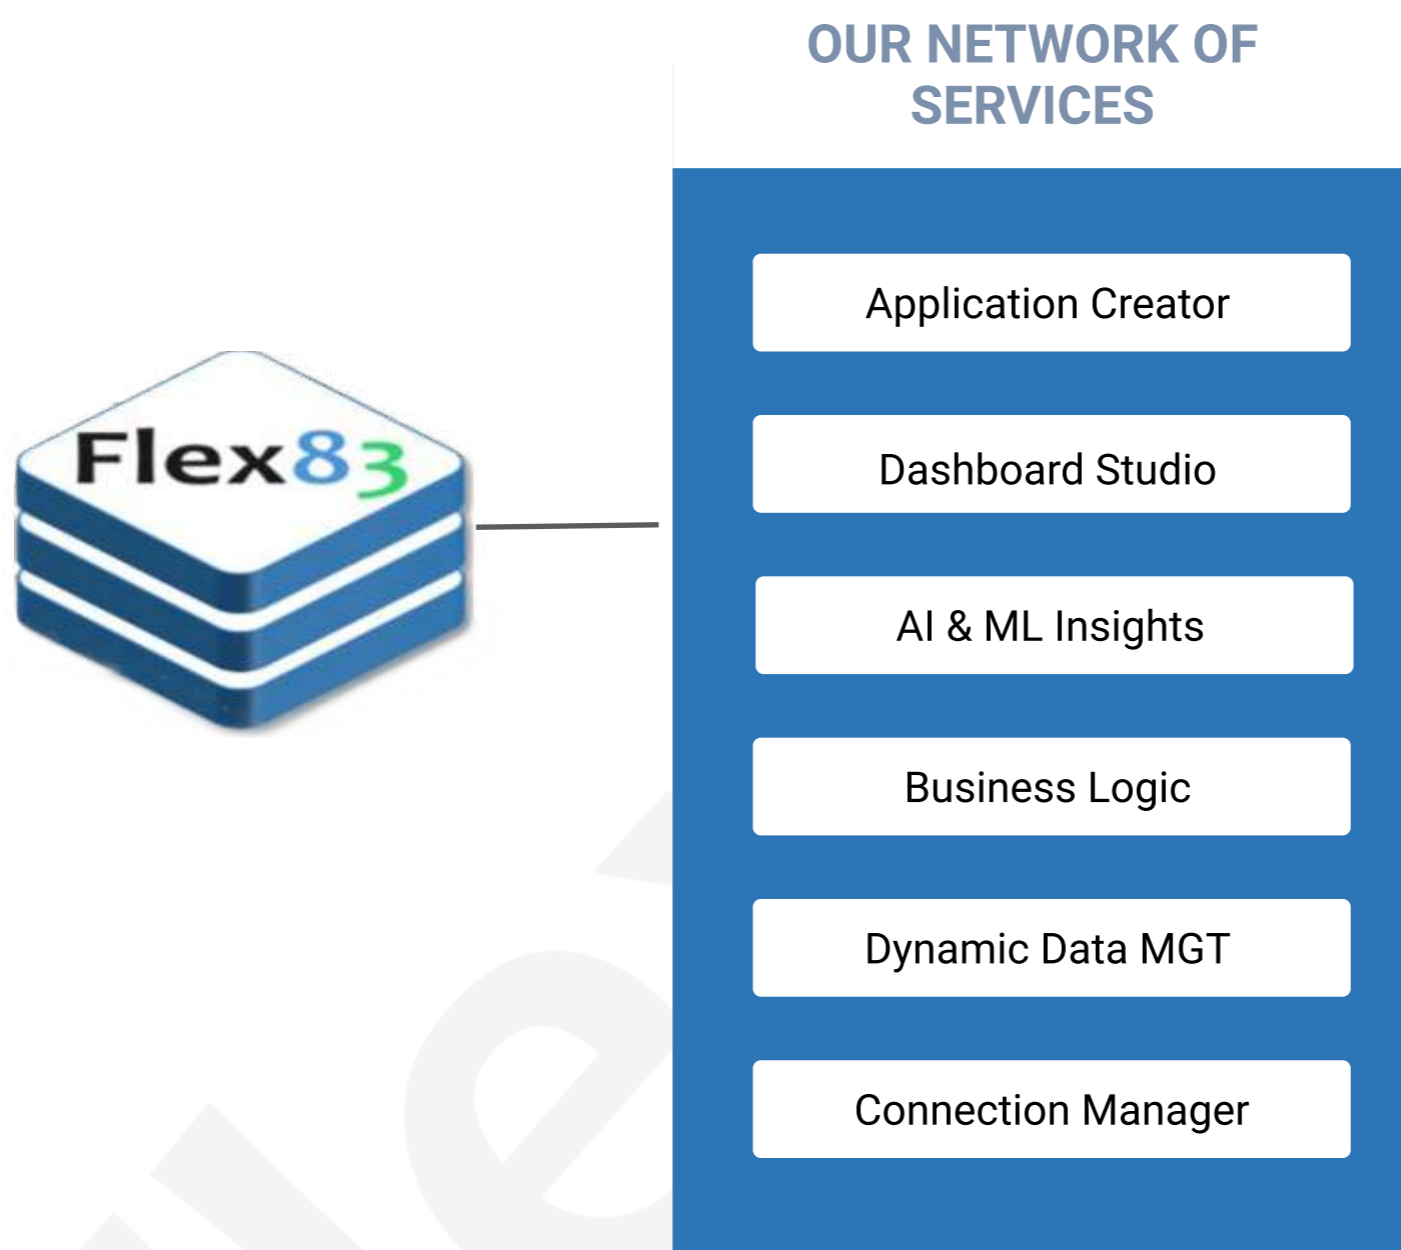 OUR NETWORK OF
SERVICES
Flex83
Application Creator
Dashboard Studio
AI & ML Insights
Business Logic
Dynamic Data MGT
Connection Manager